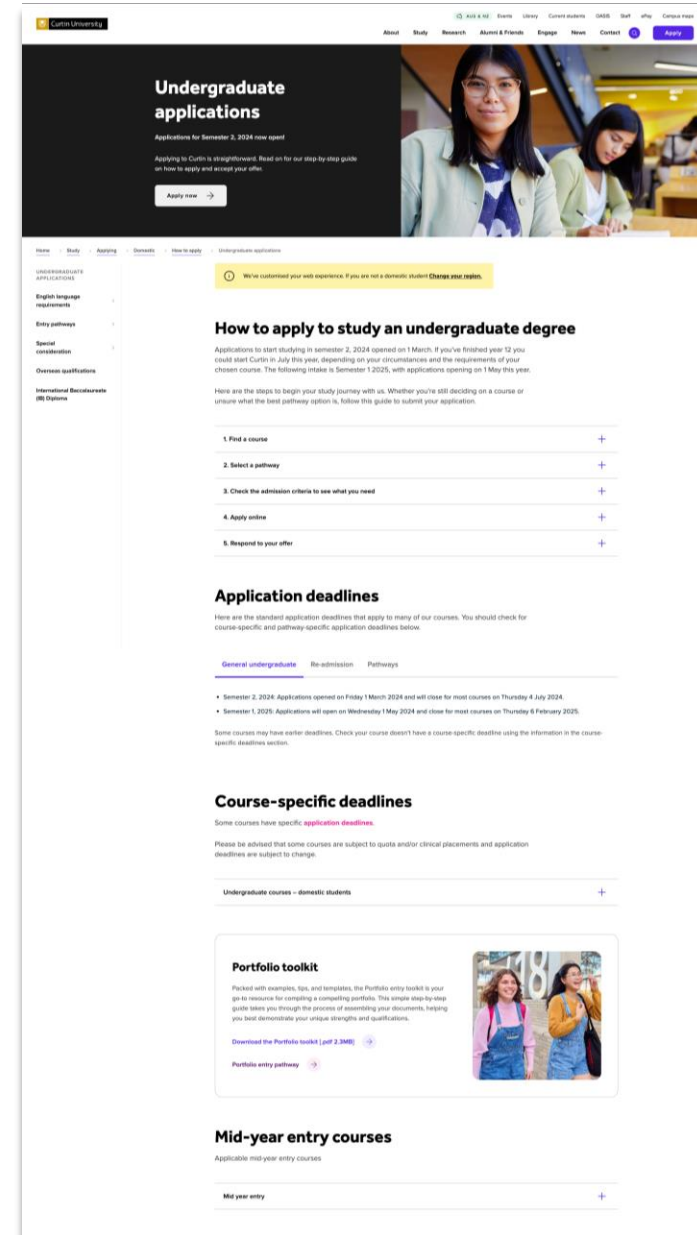 Curtin University
AUS & NZ Events Library Current students OASIS Staff ePay Campus maps
About Study Research Alumni & Friends Engage News Contact Apply
Undergraduate
applications
Applications for Semester 2, 2024 now open!
Applying to Curtin is straightforward. Read on for our step-by-step guide
on how to apply and accept your offer.
Apply now
Home Study Applying Domestic How to apply Undergraduate applications
UNDERGRADUATE
APPLICATIONS
English language
requirements
Entry pathways
Special
consideration
Overseas qualifications
International Baccalaureate
(IB) Diploma
We've customised your web experience. If you are not a domestic student Change your region.
How to apply to study an undergraduate degree
Applications to start studying in semester 2, 2024 opened on 1 March. If you've finished year 12 you
could start Curtin in July this year, depending on your circumstances and the requirements of your
chosen course. The following intake is Semester 1 2025, with applications opening on 1 May this year.
Here are the steps to begin your study journey with us. Whether you're still deciding on a course or
unsure what the best pathway option is, follow this guide to submit your application.
1. Find a course
2. Select a pathway
3. Check the admission criteria to see what you need
4. Apply online
5. Respond to your offer
Application deadlines
Here are the standard application deadlines that apply to many of our courses. You should check for
course-specific and pathway-specific application deadlines below.
General undergraduate Re-admission Pathways
• Semester 2, 2024: Applications opened on Friday 1 March 2024 and will close for most courses on Thursday 4 July 2024.
• Semester 1, 2025: Applications will open on Wednesday 1 May 2024 and close for most courses on Thursday 6 February 2025.
Some courses may have earlier deadlines. Check your course doesn't have a course-specific deadline using the information in the course-
specific deadlines section.
Course-specific deadlines
Some courses have specific application deadlines.
Please be advised that some courses are subject to quota and/or clinical placements and application
deadlines are subject to change.
Undergraduate courses – domestic students
Portfolio toolkit
Packed with examples, tips, and templates, the Portfolio entry toolkit is your
go-to resource for compiling a compelling portfolio. This simple step-by-step
guide takes you through the process of assembling your documents, helping
you best demonstrate your unique strengths and qualifications.
Download the Portfolio toolkit [.pdf 2.3MB]
Portfolio entry pathway
Mid-year entry courses
Applicable mid-year entry courses
Mid year entry